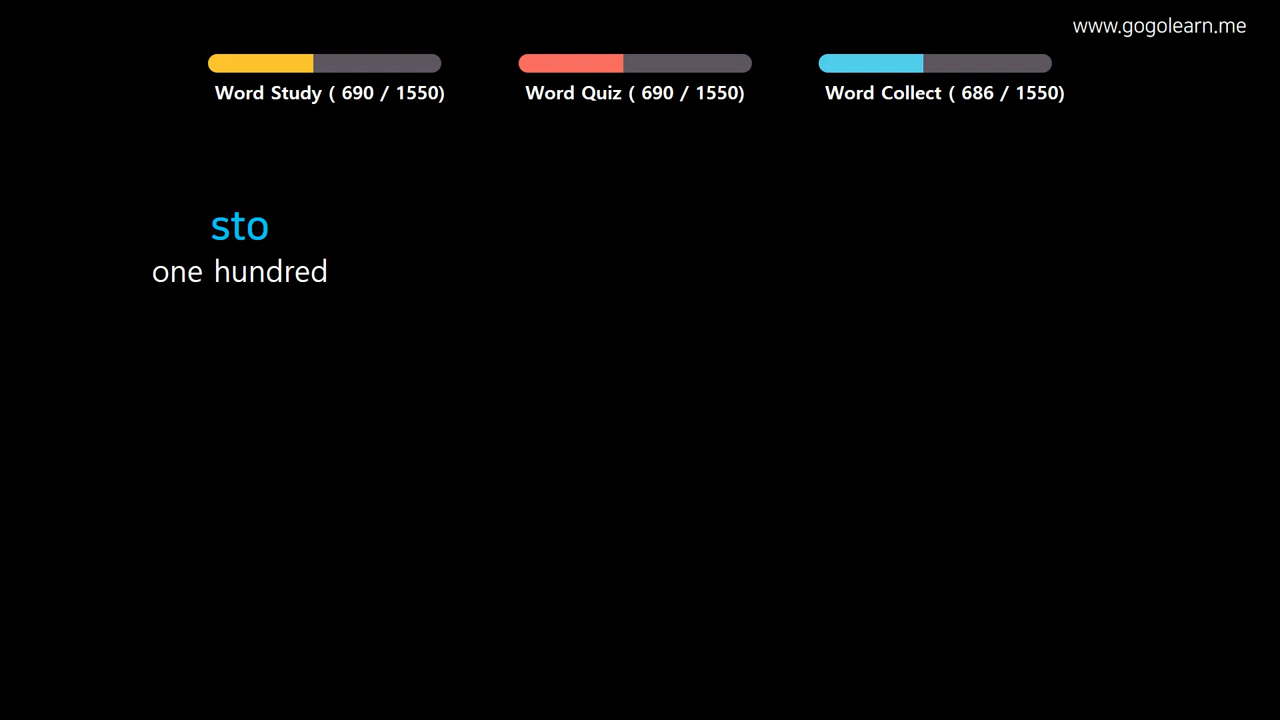 www.gogolearn.me
Word Study ( 690 / 1550)
Word Quiz ( 690 / 1550)
Word Collect ( 686 / 1550)
sto
one hundred